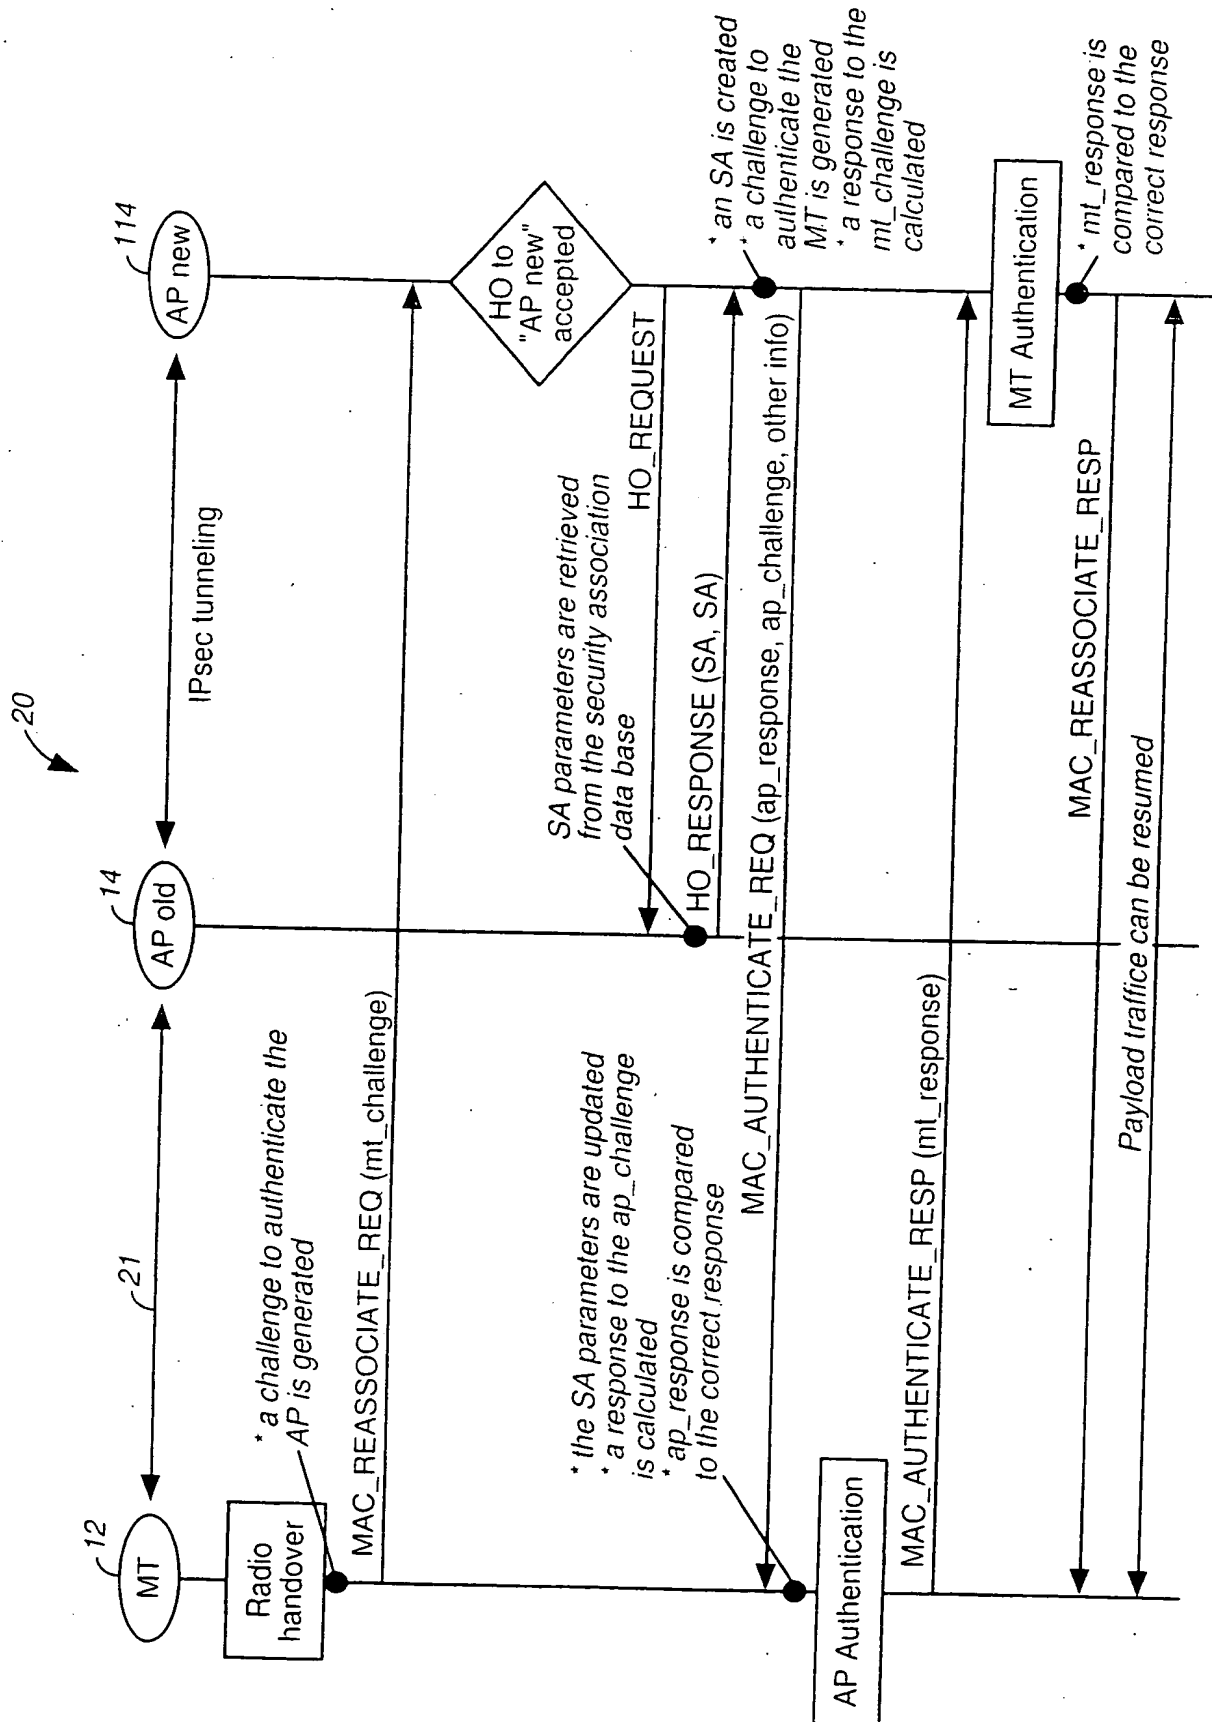 20
12
MT
21
14
AP old
IPsec tunneling
114
AP new
Radio
handover
* a challenge to authenticate the
AP is generated
MAC_REASSOCIATE_REQ (mt_challenge)
HO to
"AP new"
accepted
HO_REQUEST
SA parameters are retrieved
from the security association
data base
HO_RESPONSE (SA, SA)
* an SA is created
* a challenge to
authenticate the
MT is generated
* a response to the
mt_challenge is
calculated
MAC_AUTHENTICATE_REQ (ap_response, ap_challenge, other info)
* the SA parameters are updated
* a response to the ap_challenge
is calculated
* ap_response is compared
to the correct response
AP Authentication
MAC_AUTHENTICATE_RESP (mt_response)
MT Authentication
* mt_response is
compared to the
correct response
MAC_REASSOCIATE_RESP
Payload traffice can be resumed